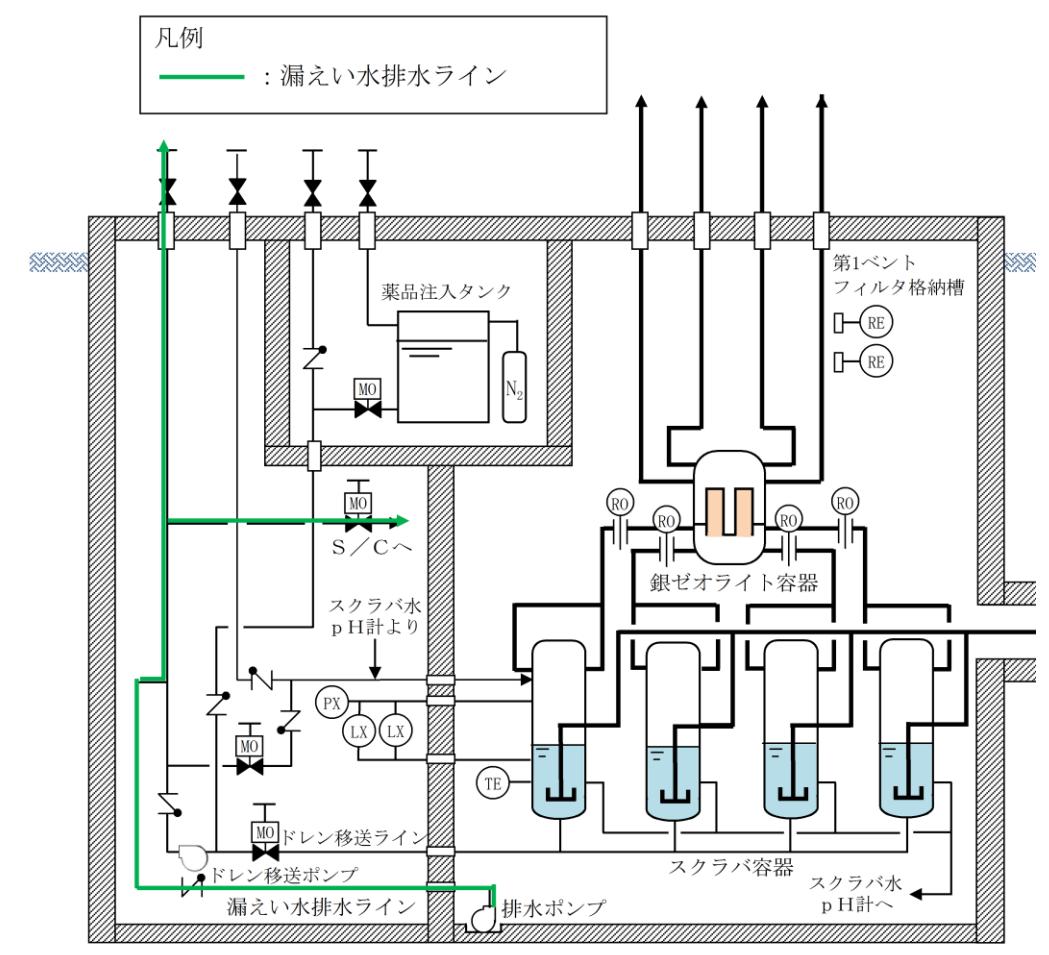 凡例
：漏えい水排水ライン
第1ベント
フィルタ格納槽
RE
RE
薬品注入タンク
N2
MO
MO
S／Cへ
RO
RO
RO
RO
銀ゼオライト容器
スクラバ水
pH計より
PX
LX
LX
MO
TE
MO
ドレン移送ライン
スクラバ容器
ドレン移送ポンプ
スクラバ水
pH計へ
漏えい水排水ライン
排水ポンプ